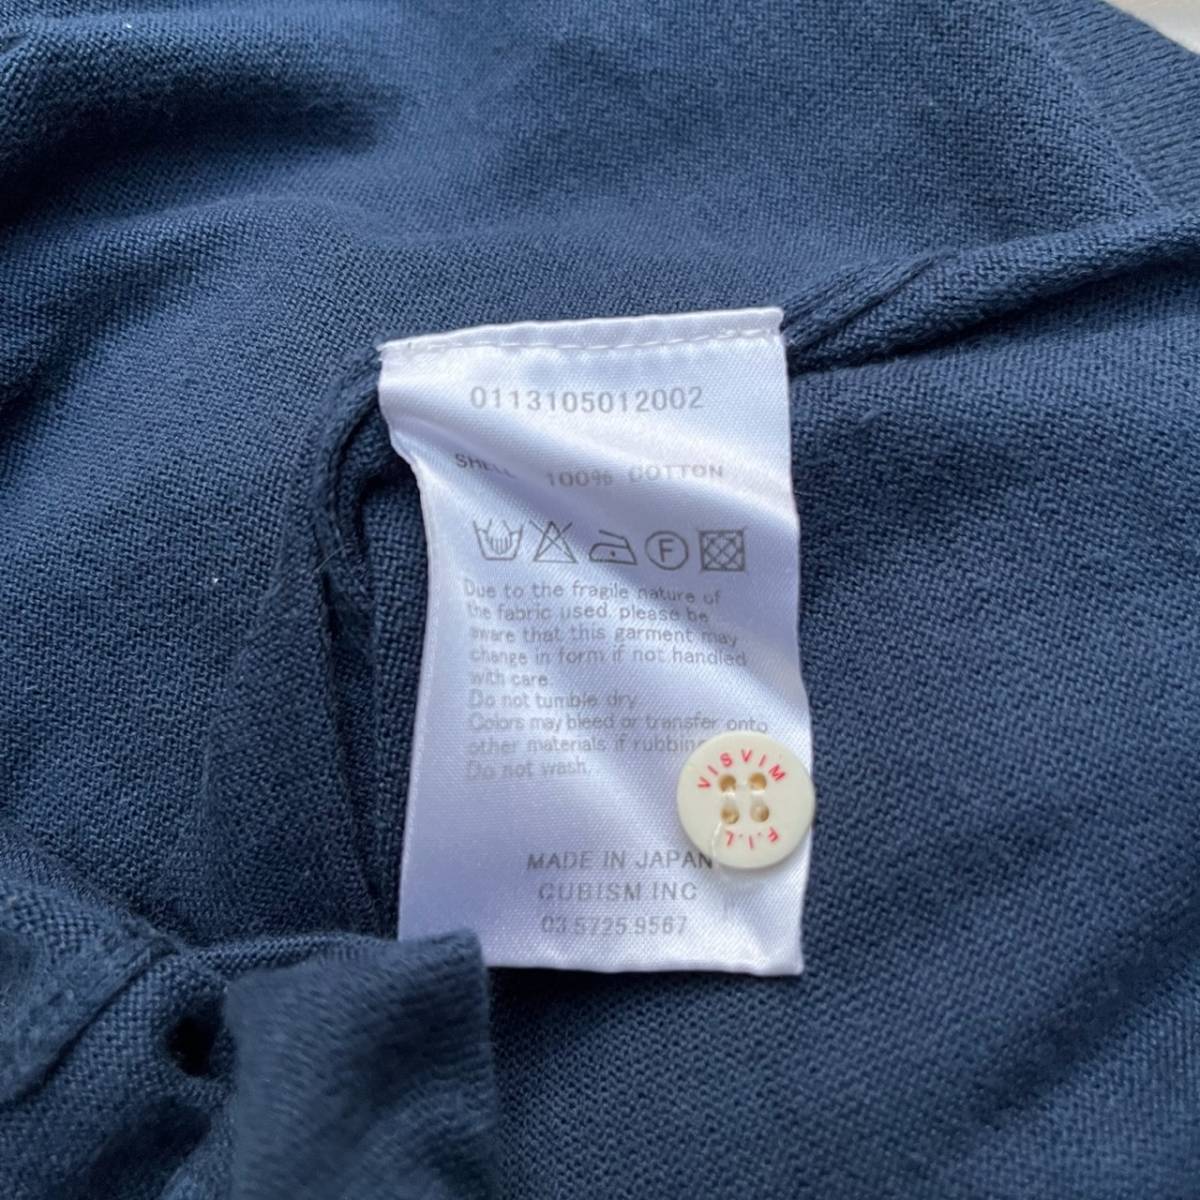 0113105012002
SHELL 100% COTTON
F
Due to the fragile nature of
the fabric used, please be
aware that this garment may
change in form if not handled
with care.
Do not tumble dry.
Colors may bleed or transfer onto
other materials if rubbing
Do not wash.
VISVIM
F.I.L
MADE IN JAPAN
CUBISM INC
03.5725.9567